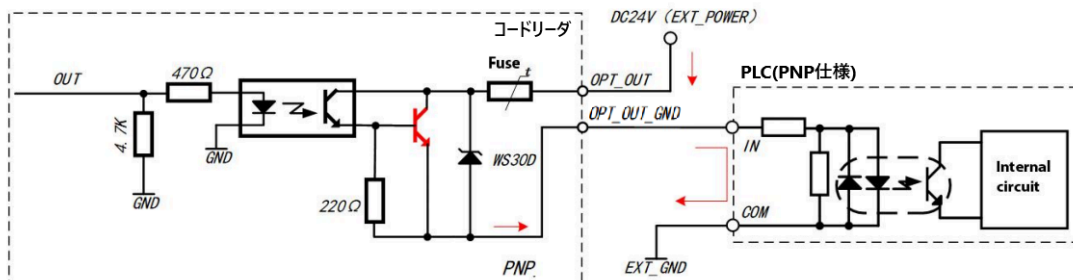 コードリーダ
DC24V (EXT_POWER)
OUT
470Ω
Fuse
t
OPT_OUT
PLC(PNP仕様)
OPT_OUT_GND
4.7K
GND
WS30D
IN
Internal
circuit
GND
220Ω
COM
PNP
EXT_GND